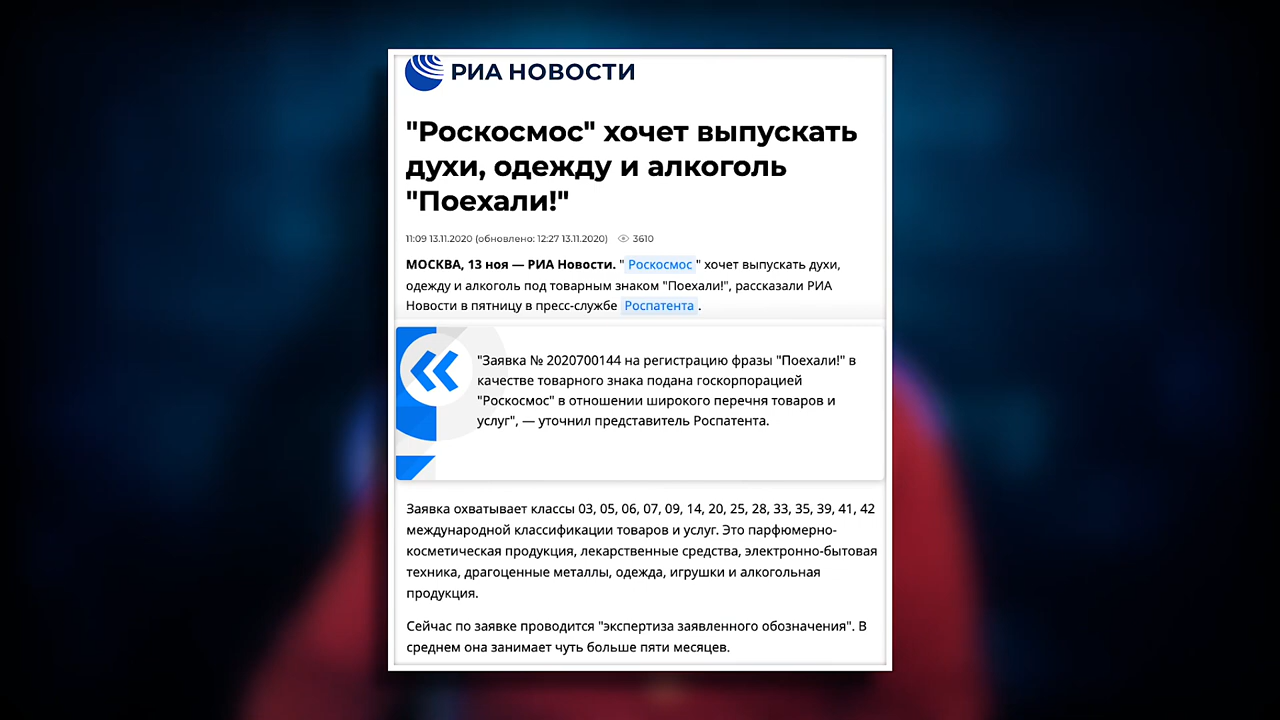 РИА НОВОСТИ
"Роскосмос" хочет выпускать
духи, одежду и алкоголь
"Поехали!"
11:09 13.11.2020 (обновлено: 12:27 13.11.2020) 3610
МОСКВА, 13 ноя — РИА Новости. "Роскосмос" хочет выпускать духи,
одежду и алкоголь под товарным знаком "Поехали!", рассказали РИА
Новости в пятницу в пресс-службе Роспатента.
"Заявка № 2020700144 на регистрацию фразы "Поехали!" в
качестве товарного знака подана госкорпорацией
"Роскосмос" в отношении широкого перечня товаров и
услуг", — уточнил представитель Роспатента.
Заявка охватывает классы 03, 05, 06, 07, 09, 14, 20, 25, 28, 33, 35, 39, 41, 42
международной классификации товаров и услуг. Это парфюмерно-
косметическая продукция, лекарственные средства, электронно-бытовая
техника, драгоценные металлы, одежда, игрушки и алкогольная
продукция.
Сейчас по заявке проводится "экспертиза заявленного обозначения". В
среднем она занимает чуть больше пяти месяцев.